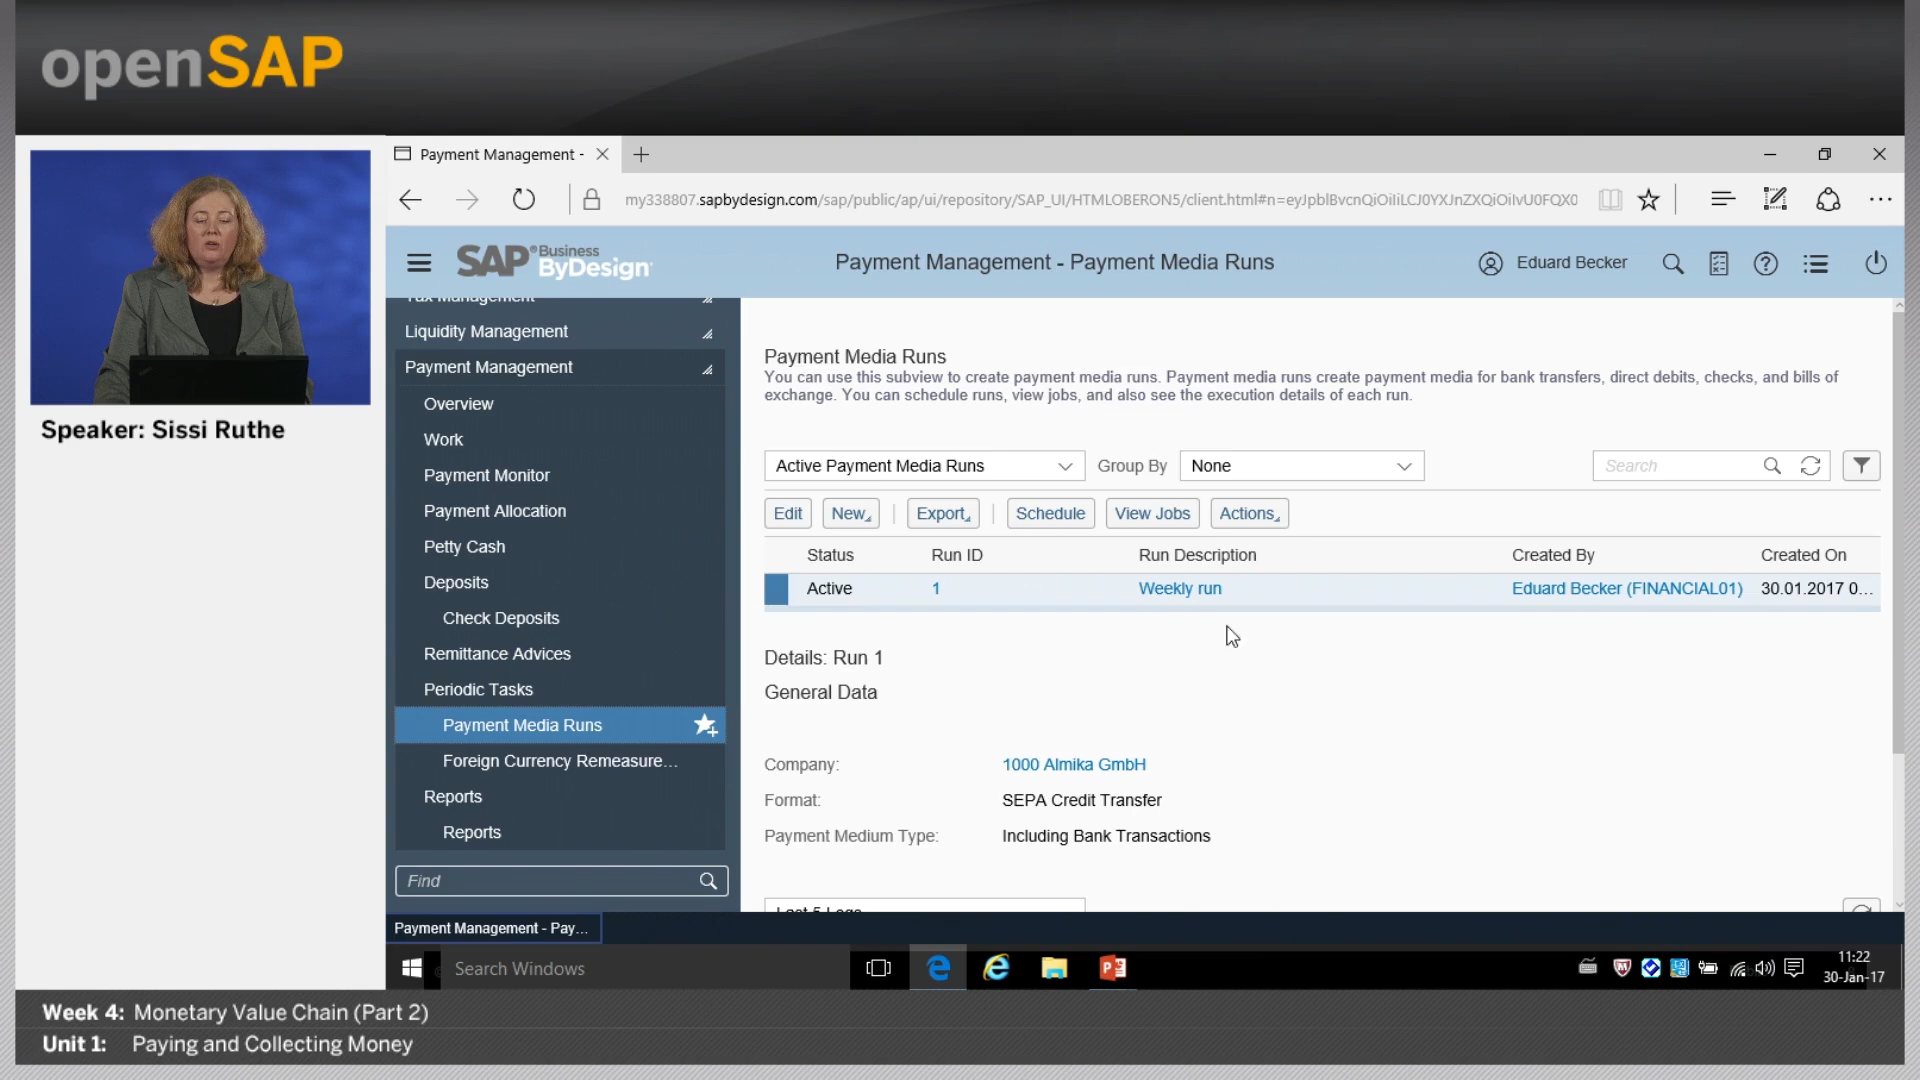 openSAP
Speaker: Sissi Ruthe
Payment Management -
my338807.sapbydesign.com/sap/public/ap/ui/repository/SAP_UI/HTMLOBERON5/client.html#n=
SAP Business ByDesign
Payment Management - Payment Media Runs
Eduard Becker
Tax Management
Liquidity Management
Payment Management
Overview
Work
Payment Monitor
Payment Allocation
Petty Cash
Deposits
Check Deposits
Remittance Advices
Periodic Tasks
Payment Media Runs
Foreign Currency Remeasure...
Reports
Reports
Find
Payment Media Runs
You can use this subview to create payment media runs. Payment media runs create payment media for bank transfers, direct debits, checks, and bills of
exchange. You can schedule runs, view jobs, and also see the execution details of each run.
Active Payment Media Runs Group By None Search
Edit New Export Schedule View Jobs Actions
Status Run ID Run Description Created By Created On
Active 1 Weekly run Eduard Becker (FINANCIAL01) 30.01.2017 0...
Details: Run 1
General Data
Company: 1000 Almika GmbH
Format: SEPA Credit Transfer
Payment Medium Type: Including Bank Transactions
Last 5 Logs
Payment Management - Pay...
Search Windows
11:22
30-Jan-17
Week 4: Monetary Value Chain (Part 2)
Unit 1: Paying and Collecting Money